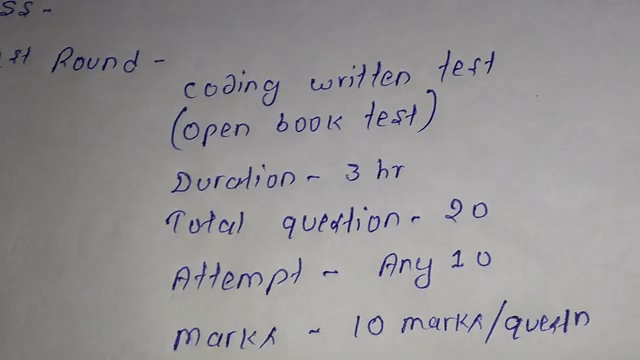 ss -
st Round -
coding written test
(open book test)
Duration - 3 hr
Total question - 20
Attempt - Any 10
Marks - 10 marks/questn